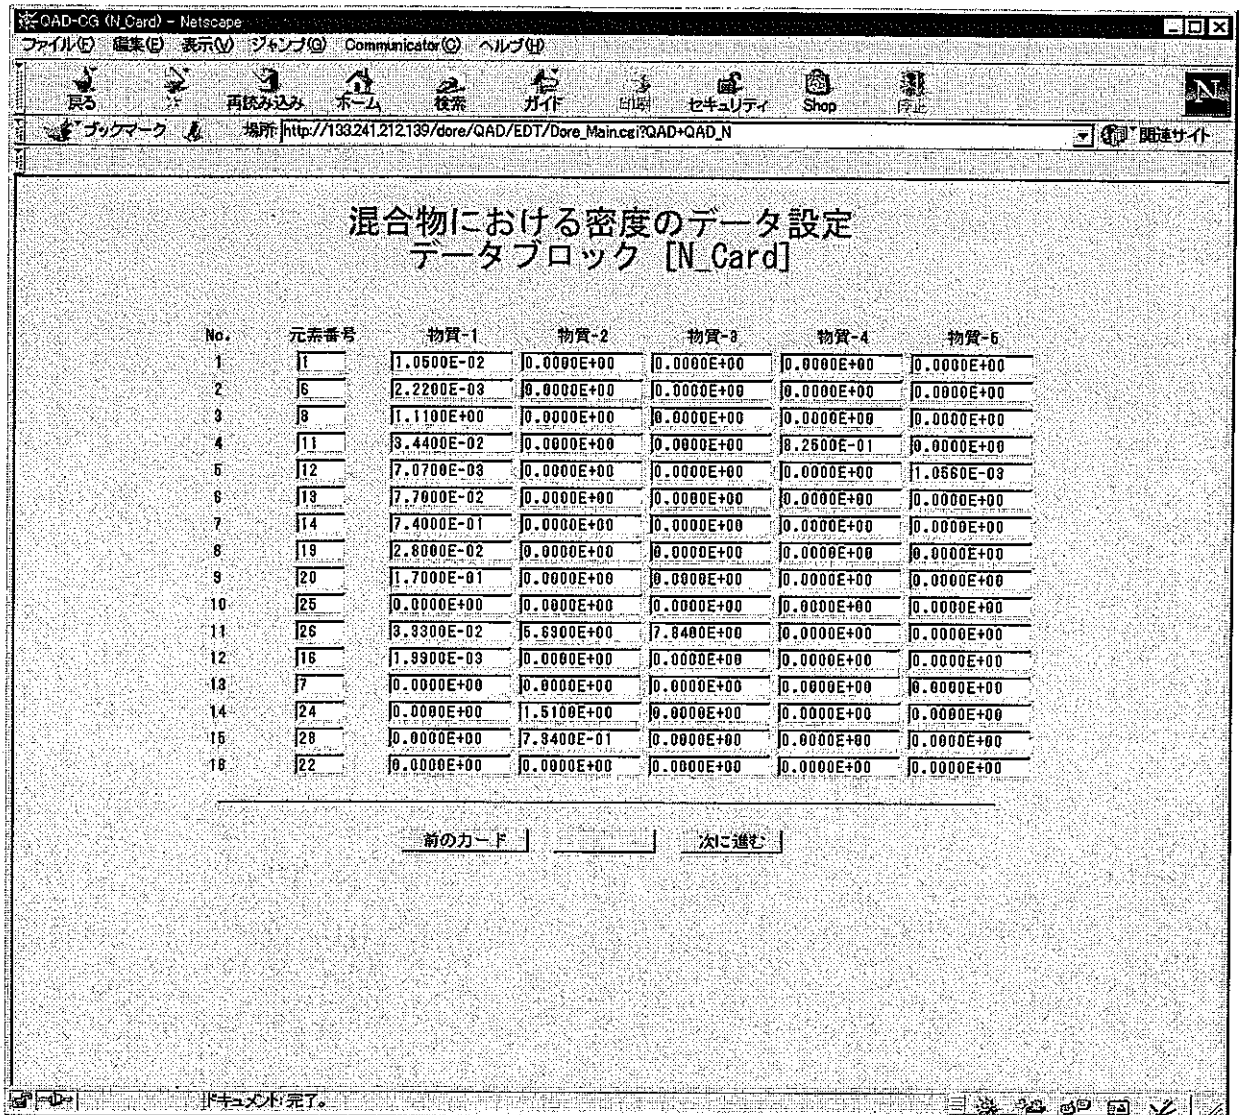 QAD-CG (N_Card) - Netscape
ファイル(F) 編集(E) 表示(V) ジャンプ(G) Communicator(C) ヘルプ(H)
戻る 再読み込み ホーム 検索 ガイド 印刷 セキュリティ Shop 停止
ブックマーク 場所: http://133.241.212.139/dore/QAD/EDT/Dore_Main.cgi?QAD+QAD_N 関連サイト
混合物における密度のデータ設定
データブロック [N_Card]
No. 元素番号 物質-1 物質-2 物質-3 物質-4 物質-5
1 1 1.0500E-02 0.0000E+00 0.0000E+00 0.0000E+00 0.0000E+00
2 6 2.2200E-03 0.0000E+00 0.0000E+00 0.0000E+00 0.0000E+00
3 8 1.1100E+00 0.0000E+00 0.0000E+00 0.0000E+00 0.0000E+00
4 11 3.4400E-02 0.0000E+00 0.0000E+00 8.2500E-01 0.0000E+00
5 12 7.0700E-03 0.0000E+00 0.0000E+00 0.0000E+00 1.0560E-03
6 13 7.7000E-02 0.0000E+00 0.0000E+00 0.0000E+00 0.0000E+00
7 14 7.4000E-01 0.0000E+00 0.0000E+00 0.0000E+00 0.0000E+00
8 19 2.8000E-02 0.0000E+00 0.0000E+00 0.0000E+00 0.0000E+00
9 20 1.7000E-01 0.0000E+00 0.0000E+00 0.0000E+00 0.0000E+00
10 25 0.0000E+00 0.0000E+00 0.0000E+00 0.0000E+00 0.0000E+00
11 26 3.3300E-02 5.6300E+00 7.8400E+00 0.0000E+00 0.0000E+00
12 16 1.9900E-03 0.0000E+00 0.0000E+00 0.0000E+00 0.0000E+00
13 7 0.0000E+00 0.0000E+00 0.0000E+00 0.0000E+00 0.0000E+00
14 24 0.0000E+00 1.5100E+00 0.0000E+00 0.0000E+00 0.0000E+00
15 28 0.0000E+00 7.9400E-01 0.0000E+00 0.0000E+00 0.0000E+00
16 22 0.0000E+00 0.0000E+00 0.0000E+00 0.0000E+00 0.0000E+00
前のカード 次に進む
ドキュメント: 完了。